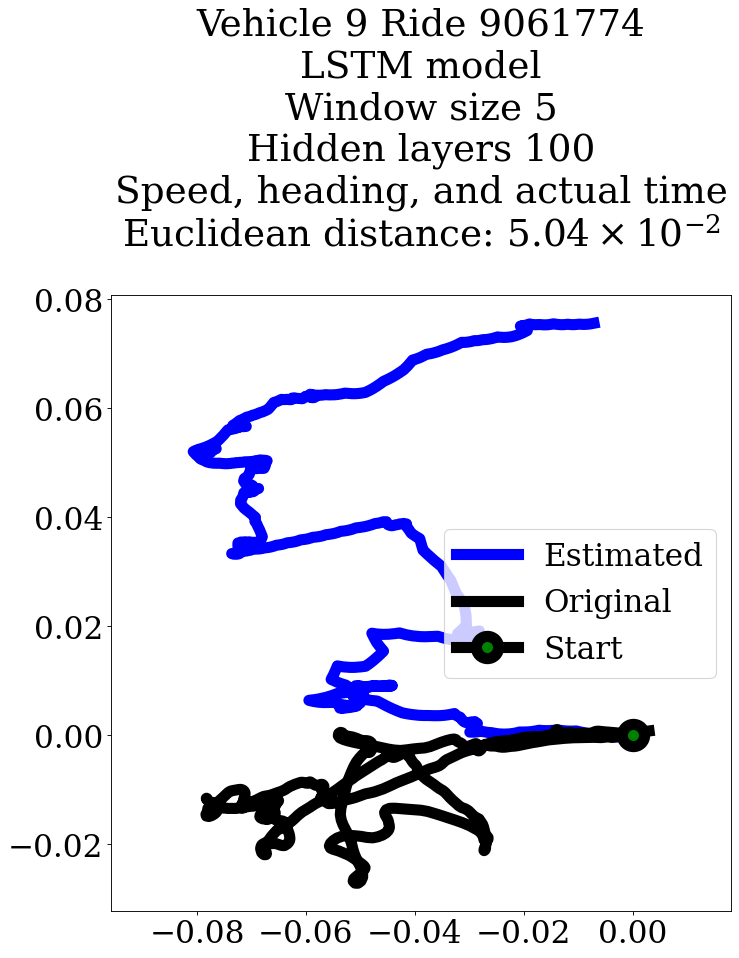 Vehicle 9 Ride 9061774
LSTM model
Window size 5
Hidden layers 100
Speed, heading, and actual time
Euclidean distance: 5.04 × 10⁻²
0.08
0.06
0.04
0.02
0.00
−0.02
Estimated
Original
Start
−0.08 −0.06 −0.04 −0.02 0.00